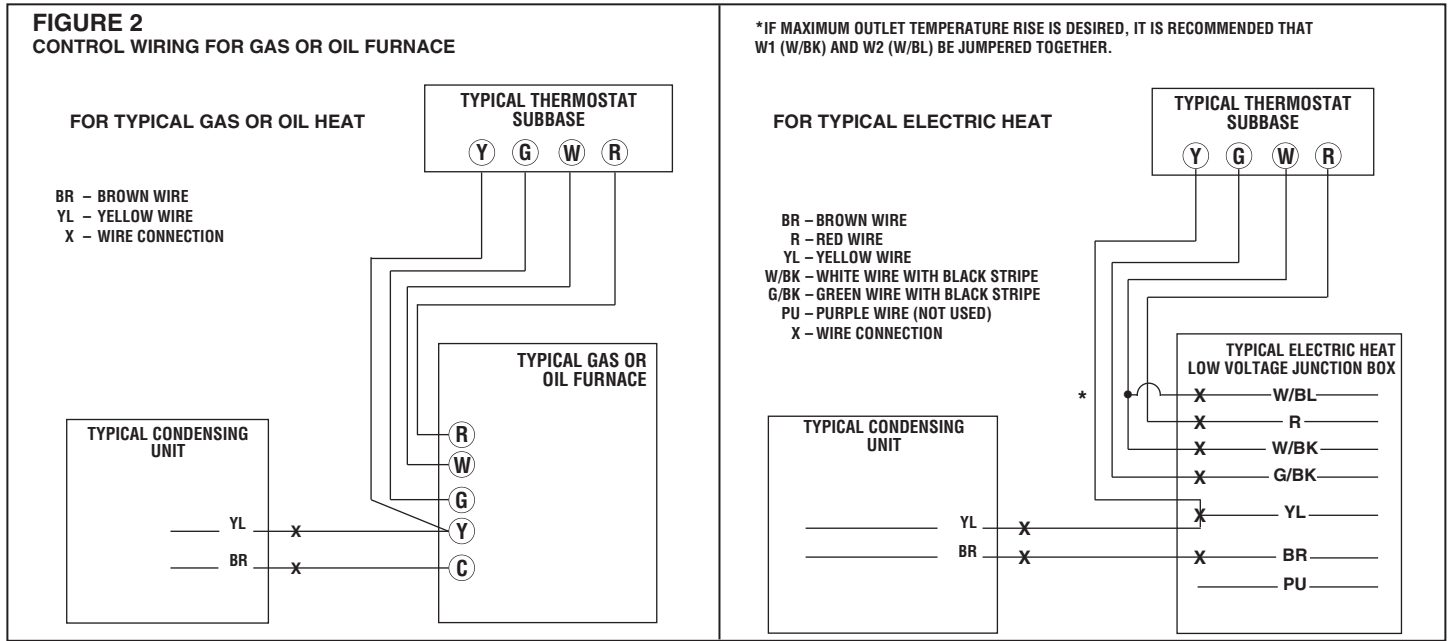 FIGURE 2
CONTROL WIRING FOR GAS OR OIL FURNACE
FOR TYPICAL GAS OR OIL HEAT
TYPICAL THERMOSTAT
SUBBASE
Y G W R
BR – BROWN WIRE
YL – YELLOW WIRE
X – WIRE CONNECTION
TYPICAL GAS OR
OIL FURNACE
R
W
G
Y
C
TYPICAL CONDENSING
UNIT
YL X
BR X
*IF MAXIMUM OUTLET TEMPERATURE RISE IS DESIRED, IT IS RECOMMENDED THAT
W1 (W/BK) AND W2 (W/BL) BE JUMPERED TOGETHER.
FOR TYPICAL ELECTRIC HEAT
TYPICAL THERMOSTAT
SUBBASE
Y G W R
BR – BROWN WIRE
R – RED WIRE
YL – YELLOW WIRE
W/BK – WHITE WIRE WITH BLACK STRIPE
G/BK – GREEN WIRE WITH BLACK STRIPE
PU – PURPLE WIRE (NOT USED)
X – WIRE CONNECTION
TYPICAL ELECTRIC HEAT
LOW VOLTAGE JUNCTION BOX
* X W/BL
X R
X W/BK
X G/BK
X YL
X BR
PU
TYPICAL CONDENSING
UNIT
YL X
BR X